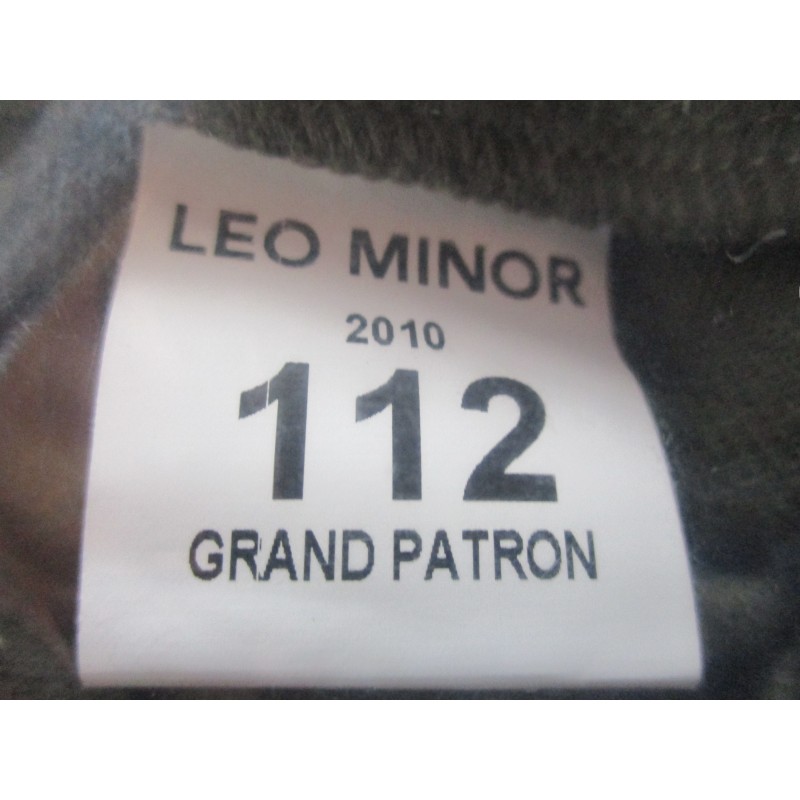 LEO MINOR
2010
112
GRAND PATRON